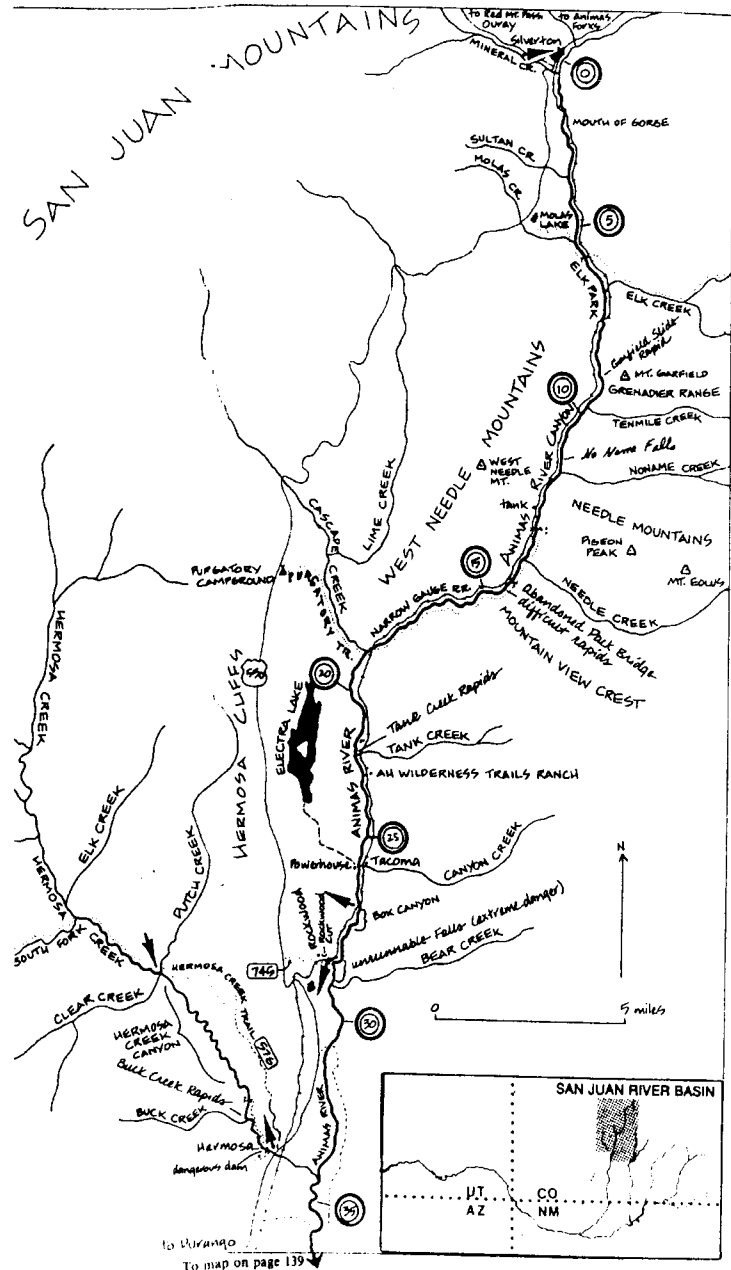 to Red Mt. Pass
Ouray
to Animas
Forks
Silverton
MINERAL CR.
0
SAN JUAN MOUNTAINS
MOUTH OF GORGE
SULTAN CR.
MOLAS CR.
MOLAS
LAKE
5
ELK PARK
ELK CREEK
Garfield Slide
Rapid
MT. GARFIELD
GRENADIER RANGE
10
TENMILE CREEK
ANIMAS RIVER CANYON
No Name Falls
NONAME CREEK
WEST NEEDLE MOUNTAINS
WEST
NEEDLE
MT.
tank
NEEDLE MOUNTAINS
PIGEON
PEAK
MT. EOLUS
LIME CREEK
CASCADE CREEK
15
NARROW GAUGE RR.
NEEDLE CREEK
Abandoned Pack Bridge
difficult rapids
MOUNTAIN VIEW CREST
PURGATORY
CAMPGROUND
PURGATORY TR.
HERMOSA CREEK
HERMOSA CLIFFS
550
20
ELECTRA LAKE
Tank Creek Rapids
TANK CREEK
ANIMAS RIVER
AH WILDERNESS TRAILS RANCH
25
Powerhouse
TACOMA
CANYON CREEK
ELK CREEK
DUTCH CREEK
HERMOSA CREEK
SOUTH FORK
ROCKWOOD
ROCKWOOD
CUT
BOX CANYON
unrunnable Falls (extreme danger)
BEAR CREEK
N
745
CLEAR CREEK
HERMOSA CREEK TRAIL
576
HERMOSA
CREEK
CANYON
30
0
5 miles
Buck Creek Rapids
BUCK CREEK
Hermosa
dangerous dam
ANIMAS RIVER
35
SAN JUAN RIVER BASIN
UT
CO
AZ
NM
to Durango
To map on page 139